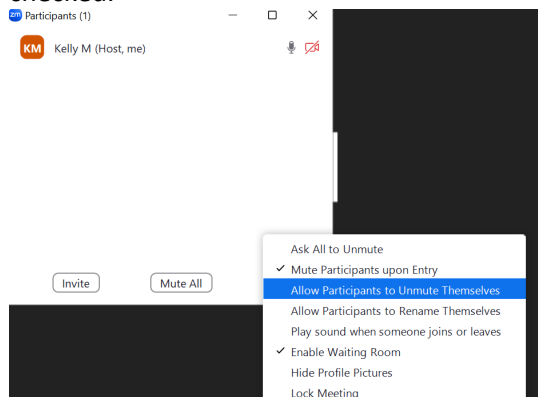 checked.
zm Participants (1)
KM Kelly M (Host, me)
Invite Mute All
Ask All to Unmute
Mute Participants upon Entry
Allow Participants to Unmute Themselves
Allow Participants to Rename Themselves
Play sound when someone joins or leaves
Enable Waiting Room
Hide Profile Pictures
Lock Meeting